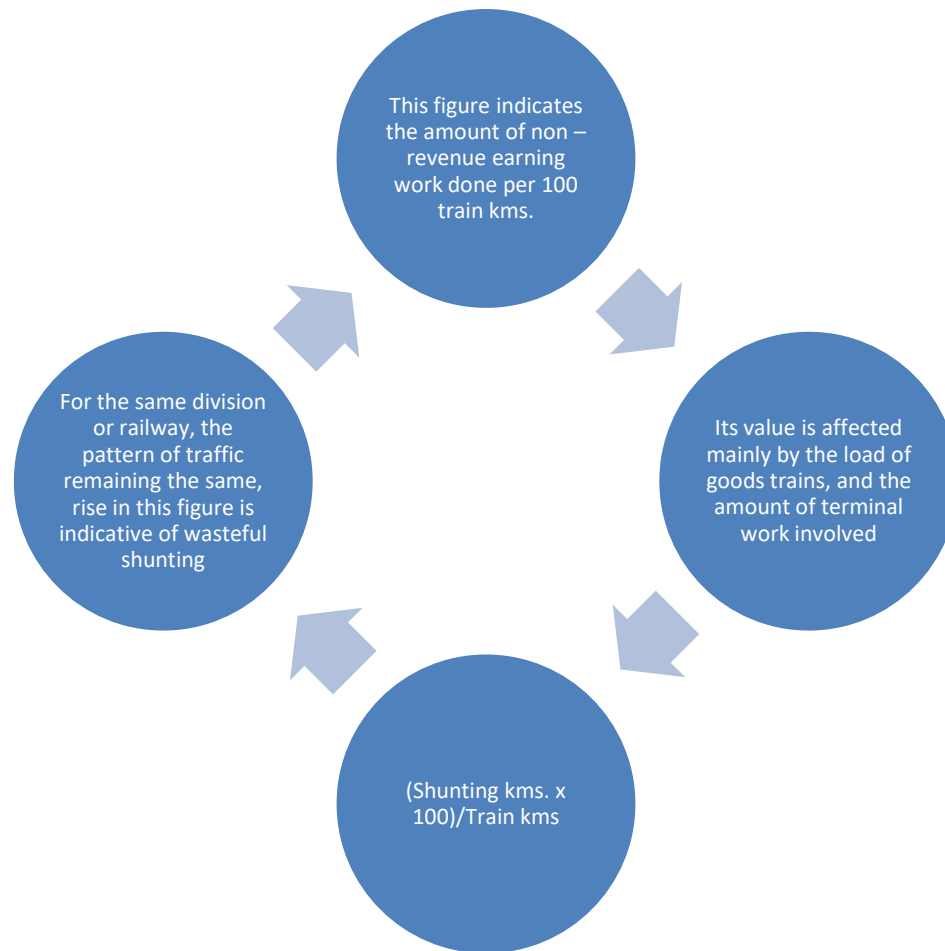 This figure indicates
the amount of non –
revenue earning
work done per 100
train kms.
Its value is affected
mainly by the load of
goods trains, and the
amount of terminal
work involved
(Shunting kms. x
100)/Train kms
For the same division
or railway, the
pattern of traffic
remaining the same,
rise in this figure is
indicative of wasteful
shunting